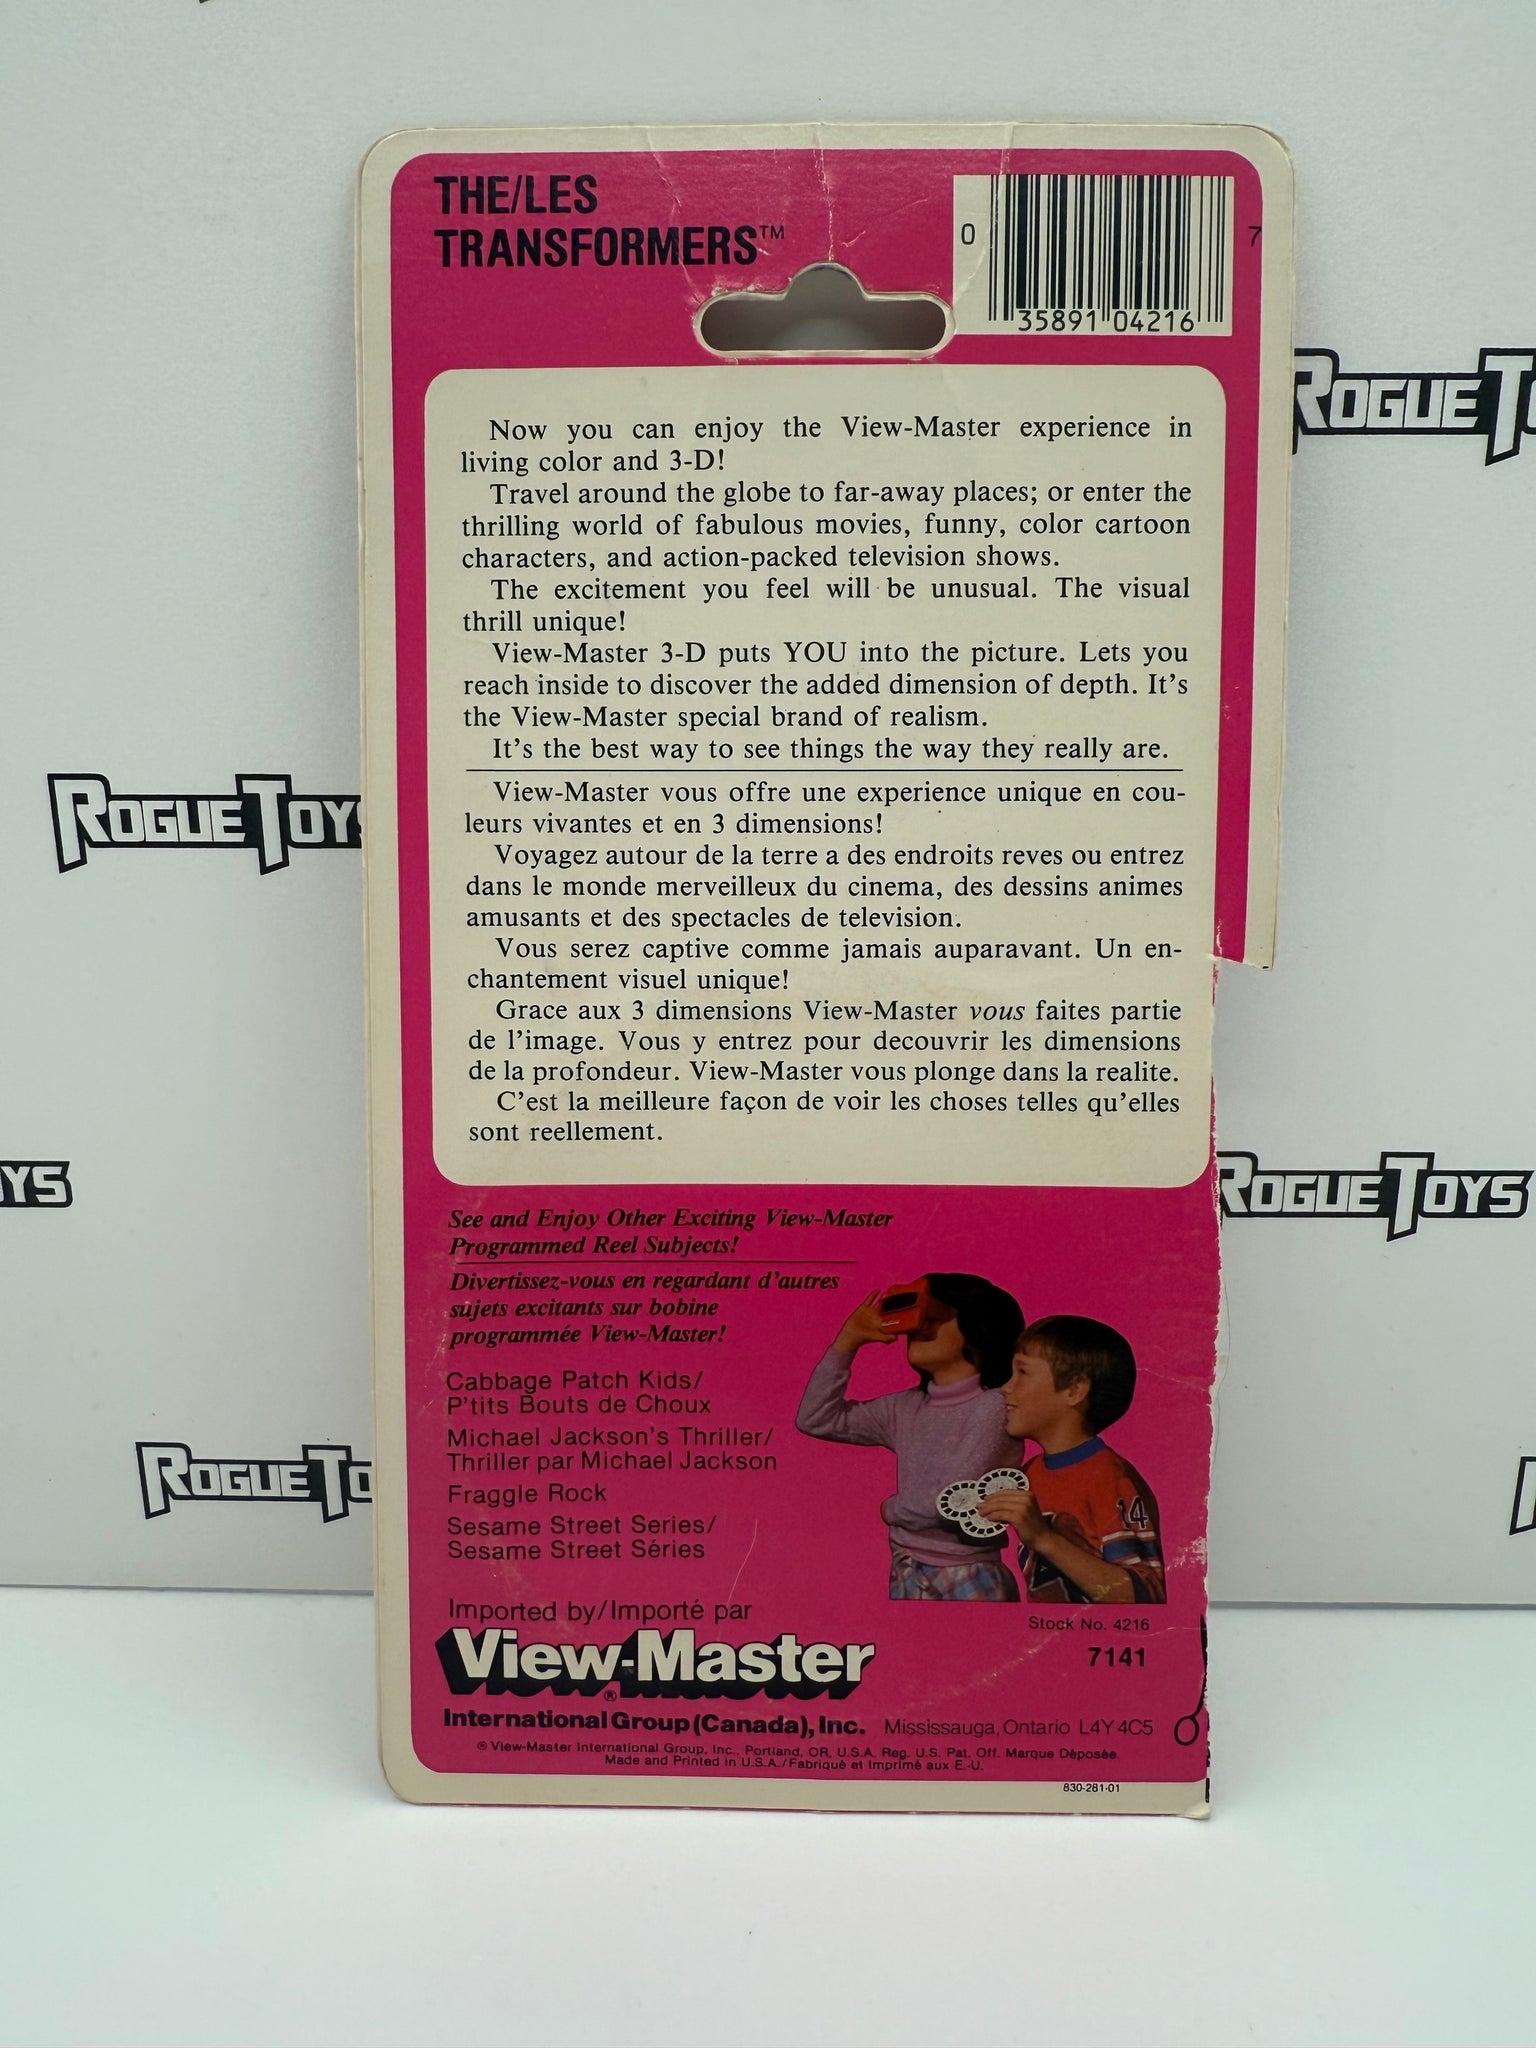 THE/LES
TRANSFORMERS™
0 35891 04216 7
Now you can enjoy the View-Master experience in
living color and 3-D!
Travel around the globe to far-away places; or enter the
thrilling world of fabulous movies, funny, color cartoon
characters, and action-packed television shows.
The excitement you feel will be unusual. The visual
thrill unique!
View-Master 3-D puts YOU into the picture. Lets you
reach inside to discover the added dimension of depth. It's
the View-Master special brand of realism.
It's the best way to see things the way they really are.
View-Master vous offre une experience unique en cou-
leurs vivantes et en 3 dimensions!
Voyagez autour de la terre a des endroits reves ou entrez
dans le monde merveilleux du cinema, des dessins animes
amusants et des spectacles de television.
Vous serez captive comme jamais auparavant. Un en-
chantement visuel unique!
Grace aux 3 dimensions View-Master vous faites partie
de l'image. Vous y entrez pour decouvrir les dimensions
de la profondeur. View-Master vous plonge dans la realite.
C'est la meilleure façon de voir les choses telles qu'elles
sont reellement.
See and Enjoy Other Exciting View-Master
Programmed Reel Subjects!
Divertissez-vous en regardant d'autres
sujets excitants sur bobine
programmée View-Master!
Cabbage Patch Kids/
P'tits Bouts de Choux
Michael Jackson's Thriller/
Thriller par Michael Jackson
Fraggle Rock
Sesame Street Series/
Sesame Street Séries
14
Imported by/Importé par
View-Master®
Stock No. 4216
7141
International Group (Canada), Inc. Mississauga, Ontario L4Y 4C5
® View-Master International Group, Inc., Portland, OR, U.S.A. Reg. U.S. Pat. Off. Marque Déposée.
Made and Printed in U.S.A./Fabriqué et Imprimé aux E.-U.
830-281-01
ROGUE T
ROGUE TOYS
YS
ROGUE TOYS
ROGUE TO